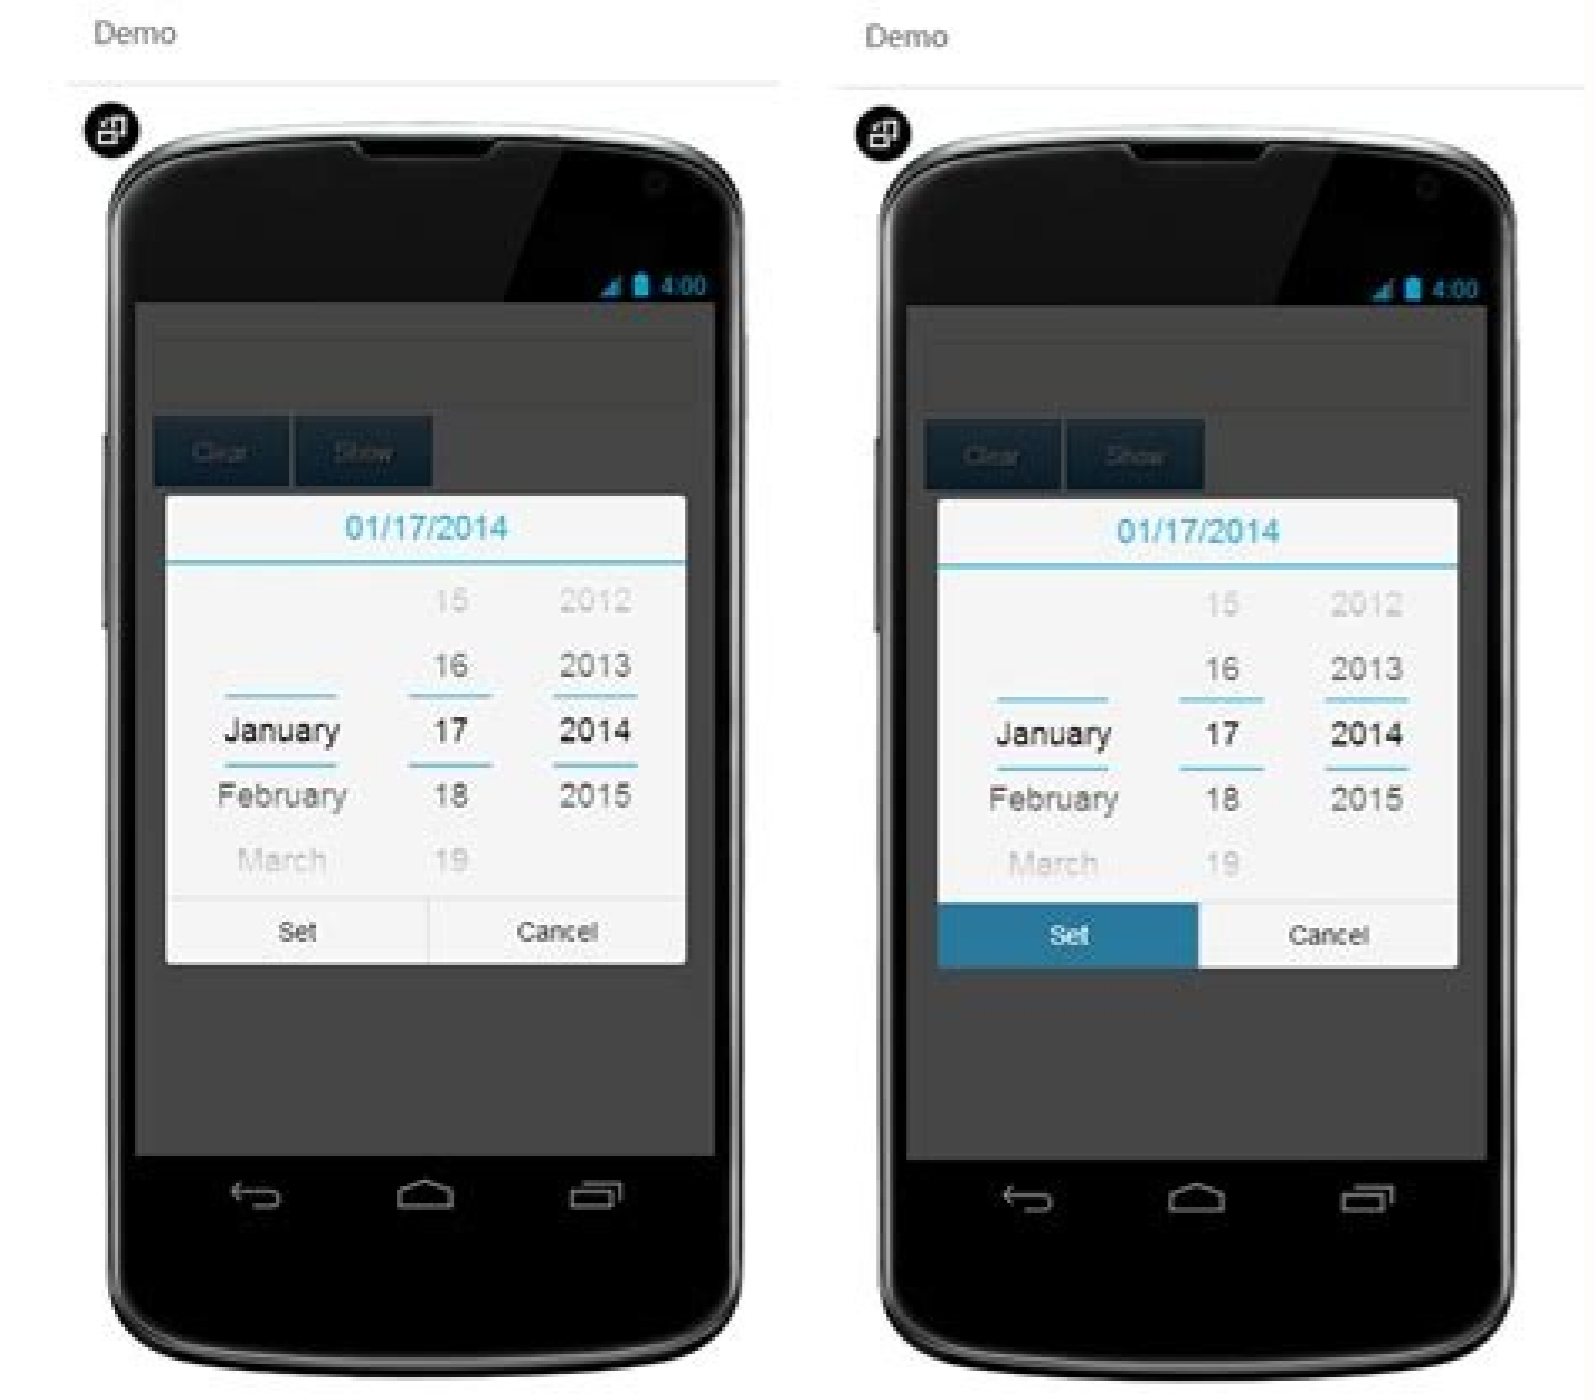 Demo
4:00
Clear Show
01/17/2014
15 2012
16 2013
January 17 2014
February 18 2015
March 19
Set Cancel
Demo
4:00
Clear Show
01/17/2014
15 2012
16 2013
January 17 2014
February 18 2015
March 19
Set Cancel